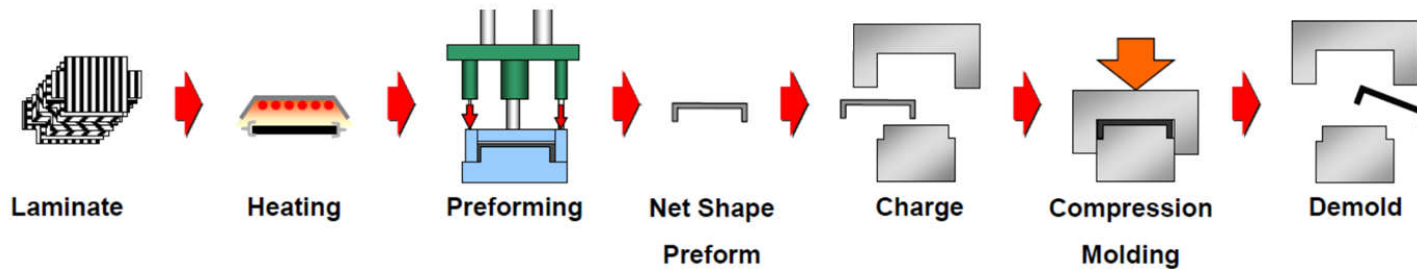 Laminate
Heating
Preforming
Net Shape
Preform
Charge
Compression
Molding
Demold